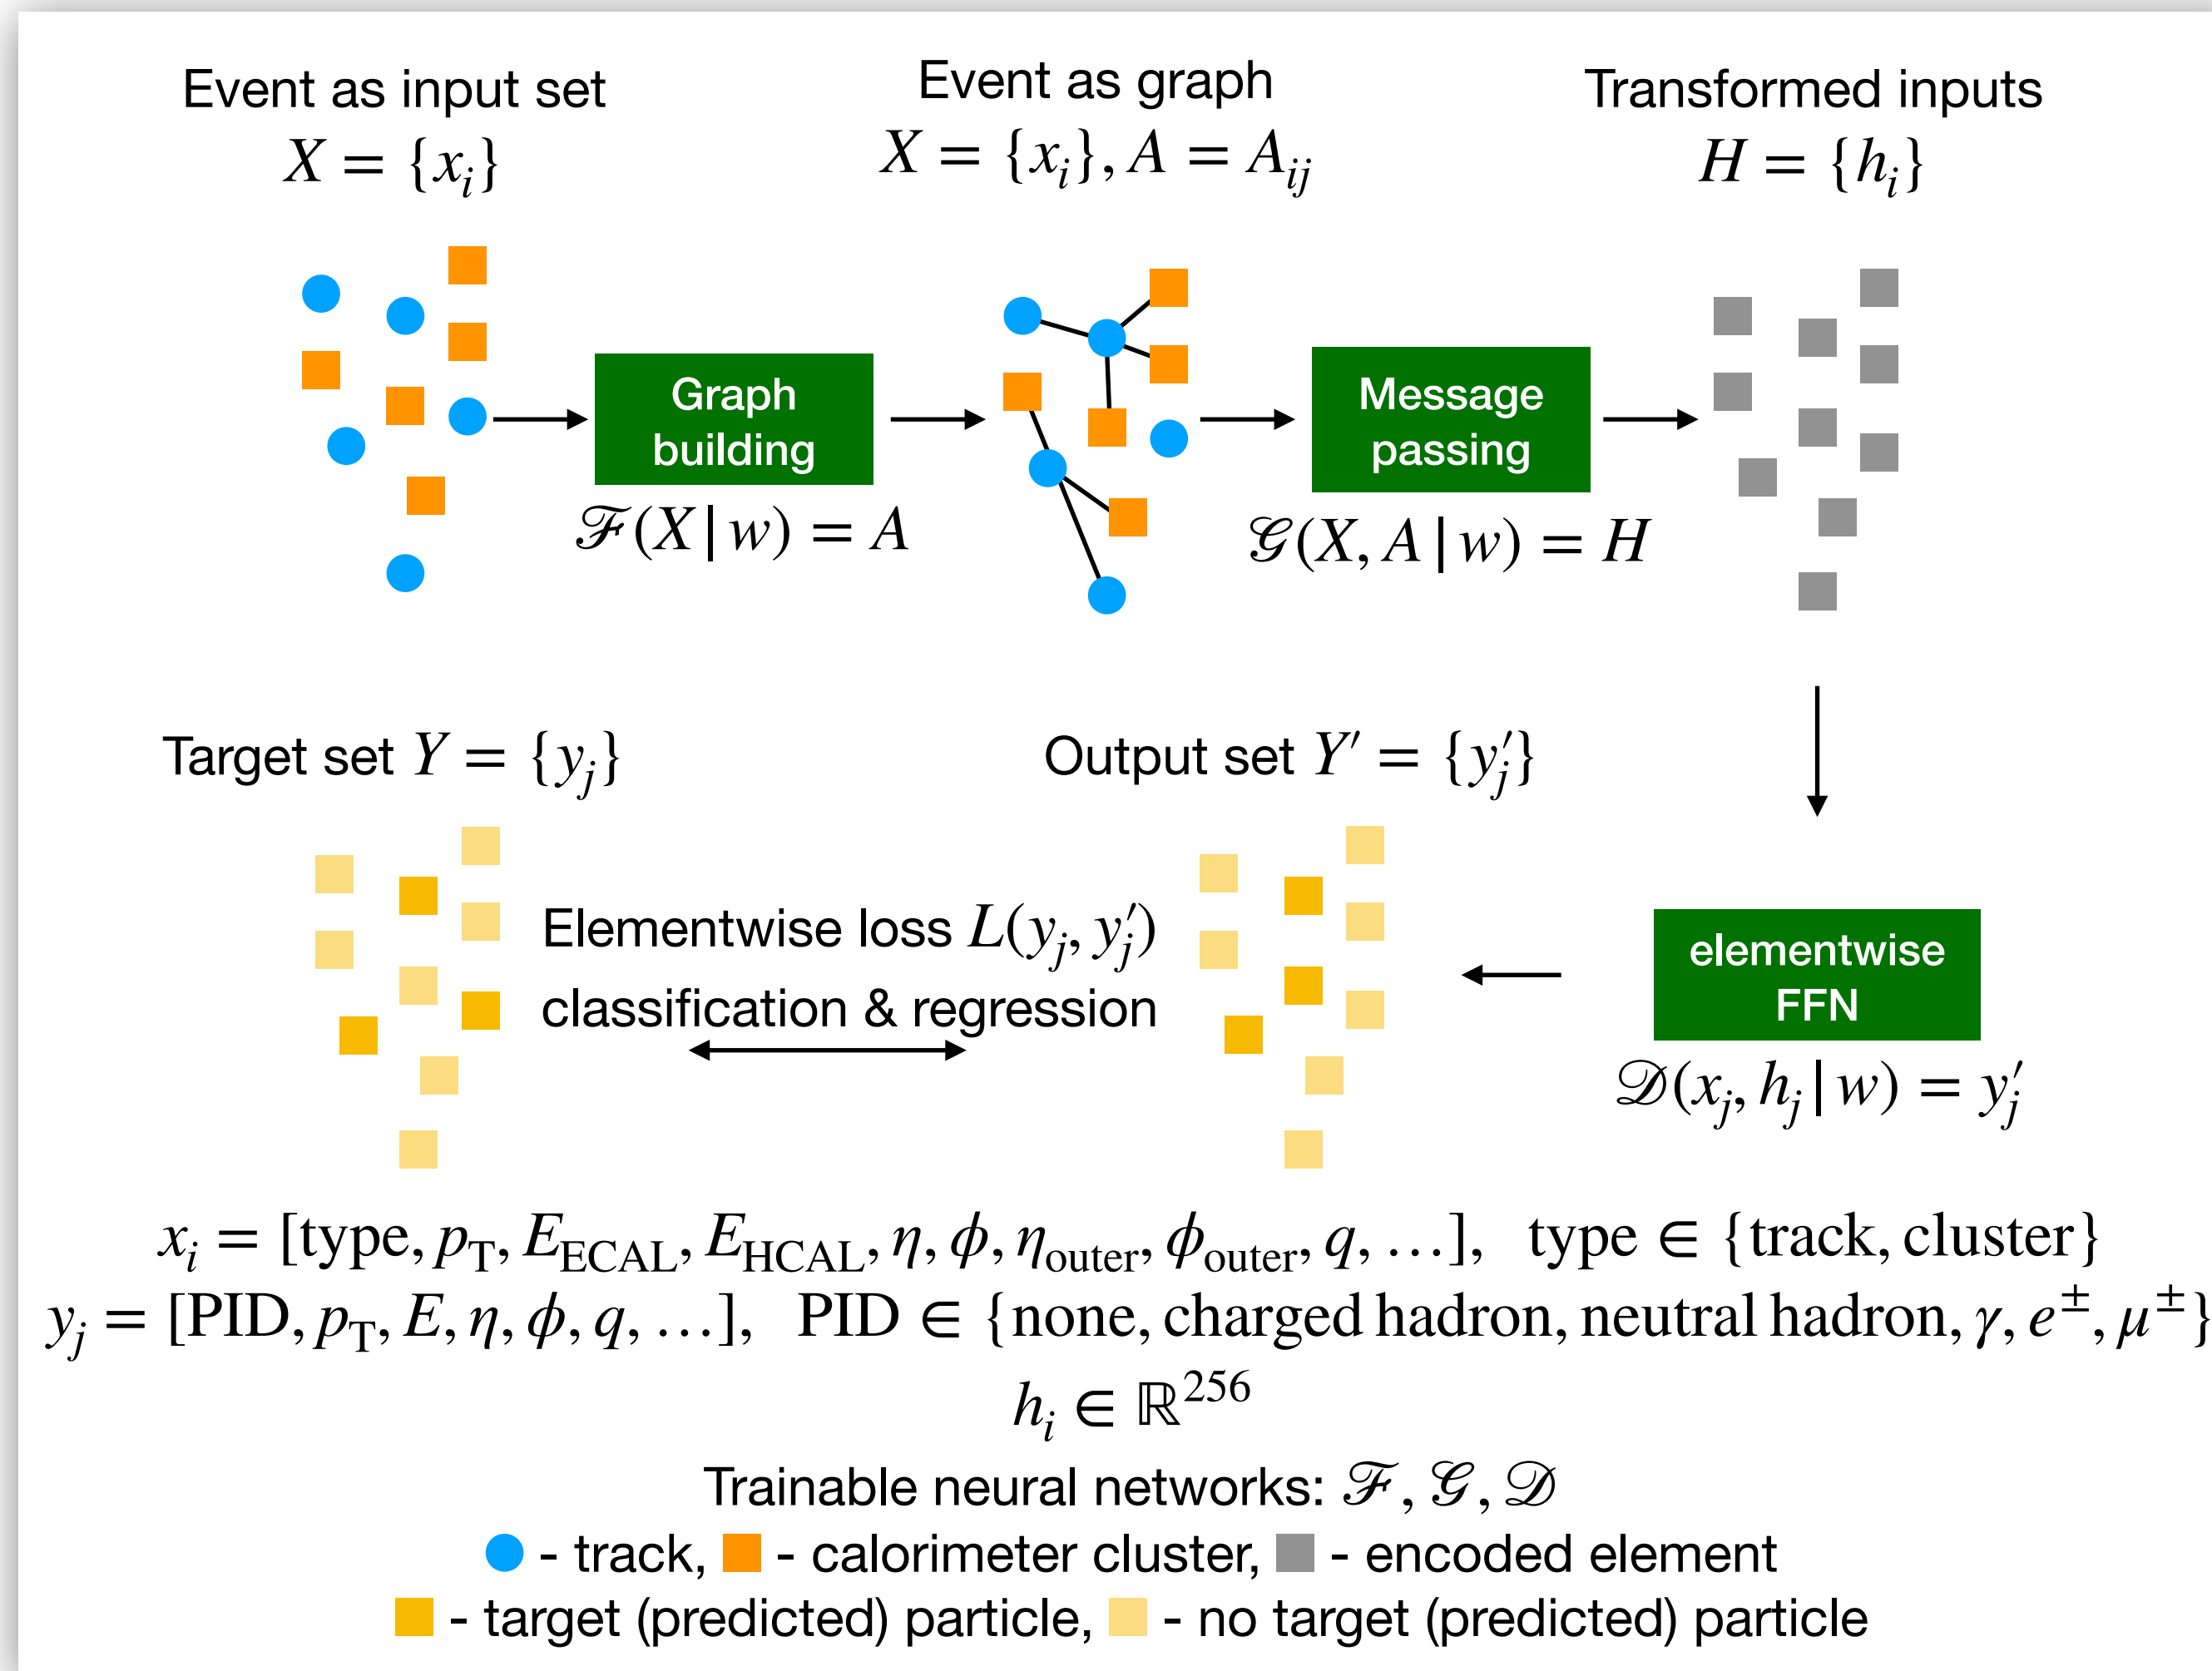 Event as input set
X = {x_i}
Event as graph
X = {x_i}, A = A_{ij}
Transformed inputs
H = {h_i}
Graph
building
ℱ(X | w) = A
Message
passing
𝒢(X, A | w) = H
Target set Y = {y_j}
Output set Y′ = {y′_j}
Elementwise loss L(y_j, y′_j)
classification & regression
elementwise
FFN
𝒟(x_j, h_j | w) = y′_j
x_i = [type, p_T, E_ECAL, E_HCAL, η, ϕ, η_outer, ϕ_outer, q, …], type ∈ {track, cluster}
y_j = [PID, p_T, E, η, ϕ, q, …], PID ∈ {none, charged hadron, neutral hadron, γ, e^±, μ^±}
h_i ∈ ℝ^256
Trainable neural networks: ℱ, 𝒢, 𝒟
- track, - calorimeter cluster, - encoded element
- target (predicted) particle, - no target (predicted) particle